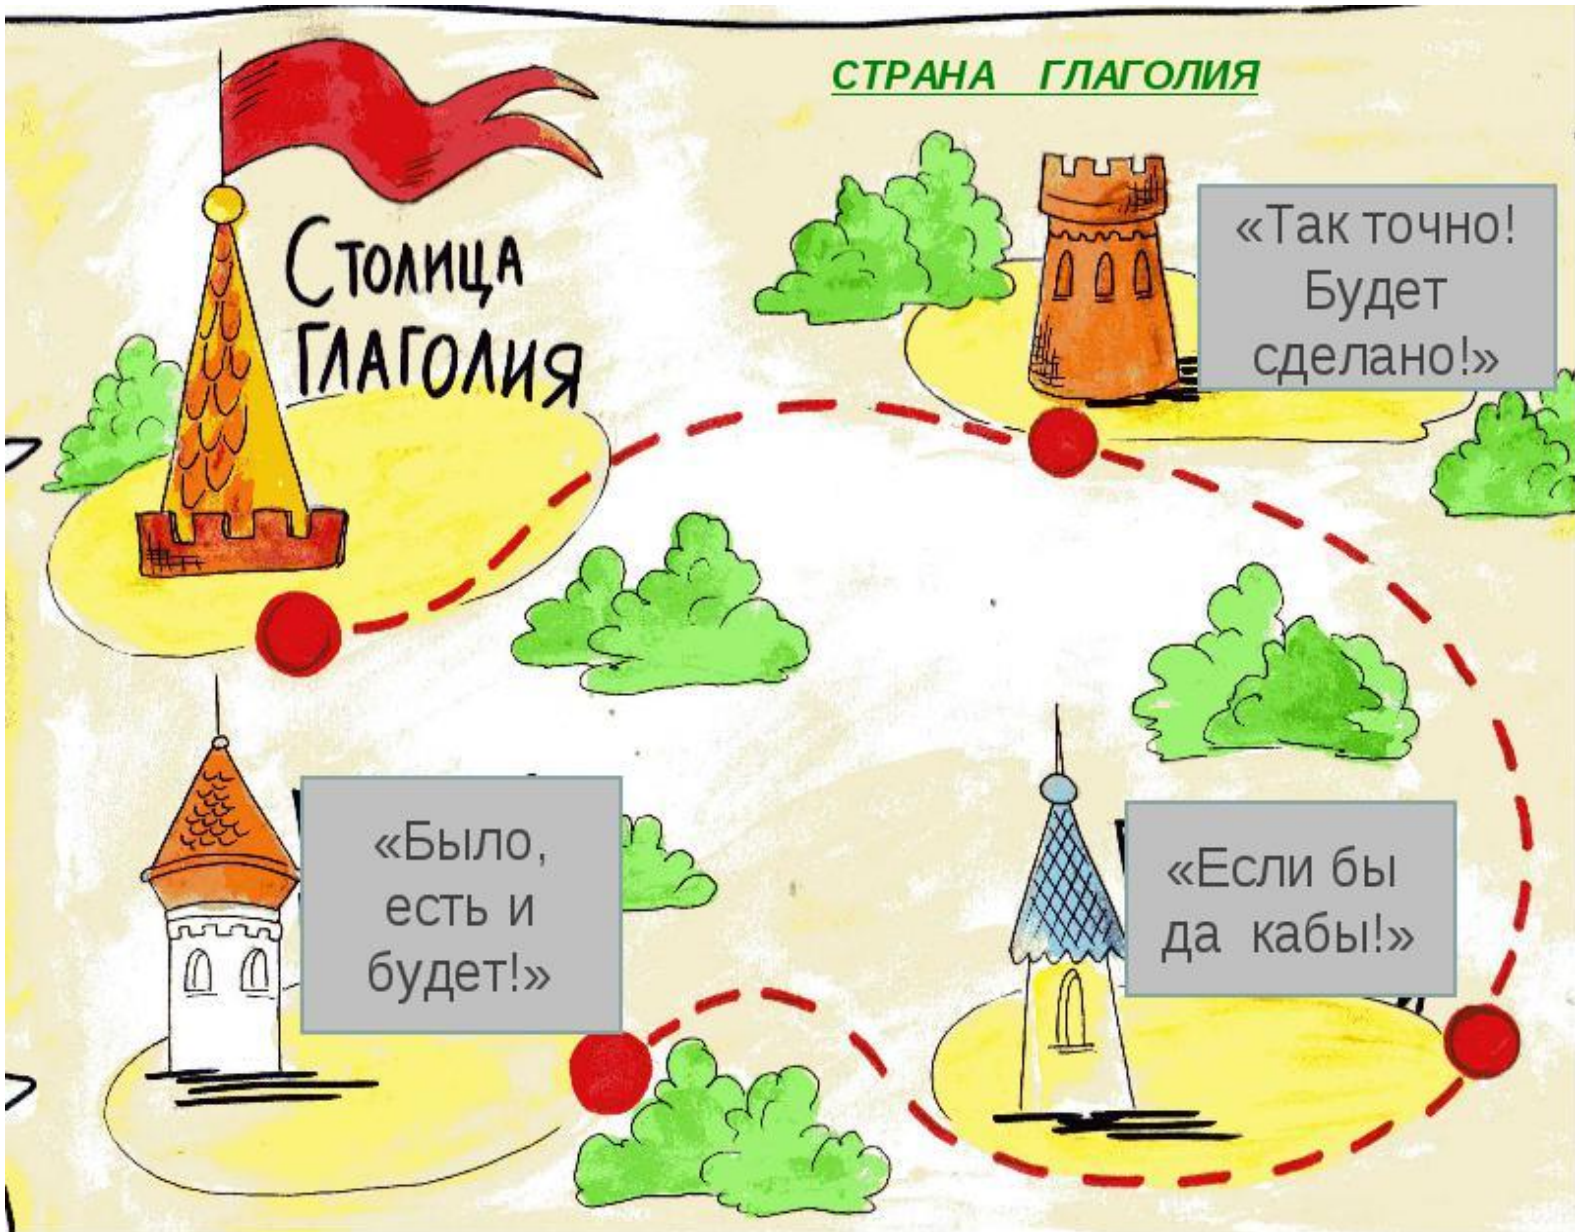 СТРАНА ГЛАГОЛИЯ
СТОЛИЦА
ГЛАГОЛИЯ
«Так точно!
Будет
сделано!»
«Было,
есть и
будет!»
«Если бы
да кабы!»